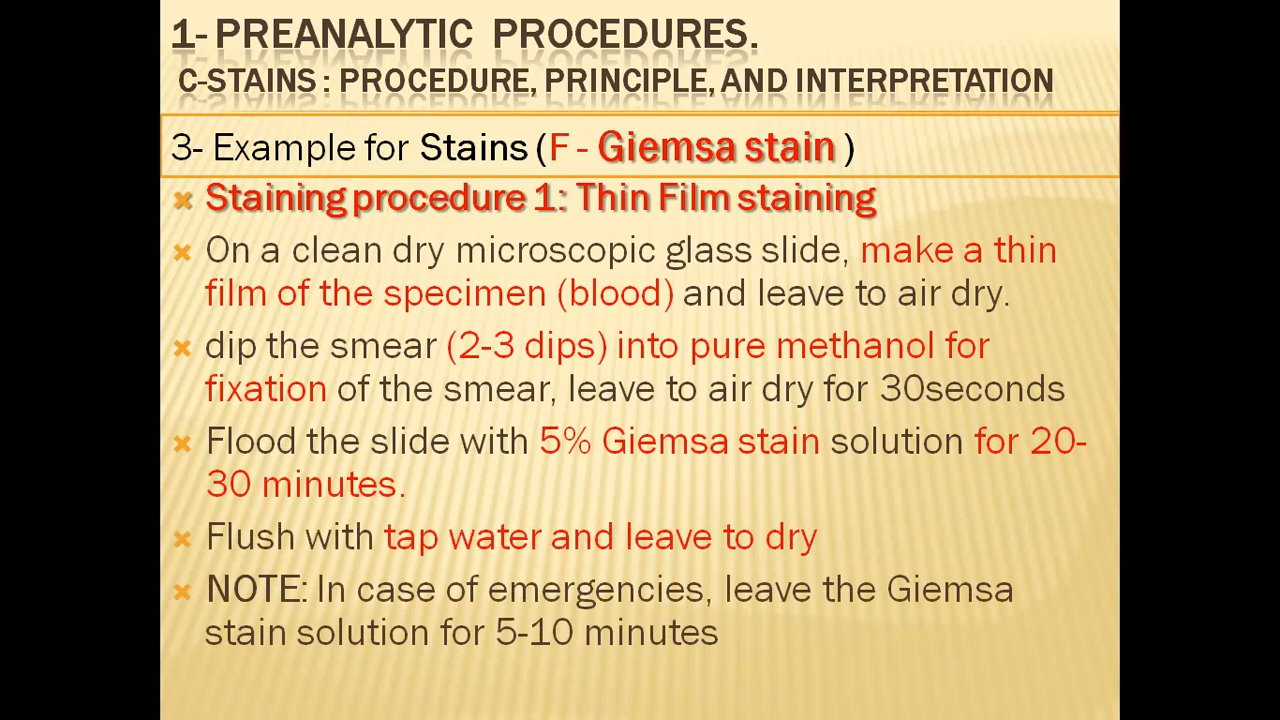 1- PREANALYTIC PROCEDURES.
C-STAINS : PROCEDURE, PRINCIPLE, AND INTERPRETATION
3- Example for Stains (F - Giemsa stain )
Staining procedure 1: Thin Film staining
On a clean dry microscopic glass slide, make a thin
film of the specimen (blood) and leave to air dry.
dip the smear (2-3 dips) into pure methanol for
fixation of the smear, leave to air dry for 30seconds
Flood the slide with 5% Giemsa stain solution for 20-
30 minutes.
Flush with tap water and leave to dry
NOTE: In case of emergencies, leave the Giemsa
stain solution for 5-10 minutes